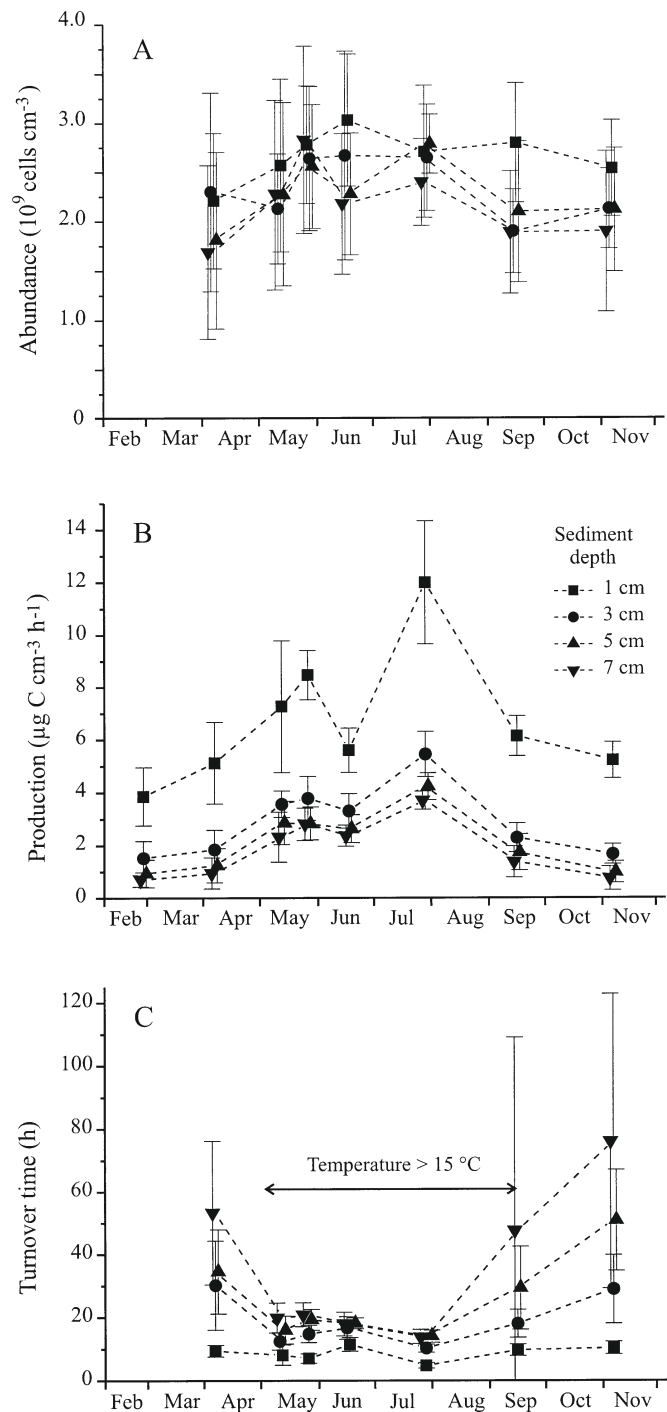 A
Abundance (10⁹ cells cm⁻³)
4.0
3.0
2.0
1.0
0
Feb Mar Apr May Jun Jul Aug Sep Oct Nov
B
Production (µg C cm⁻³ h⁻¹)
14
12
10
8
6
4
2
0
Sediment
depth
1 cm
3 cm
5 cm
7 cm
Feb Mar Apr May Jun Jul Aug Sep Oct Nov
C
Turnover time (h)
120
100
80
60
40
20
0
Temperature > 15 °C
Feb Mar Apr May Jun Jul Aug Sep Oct Nov